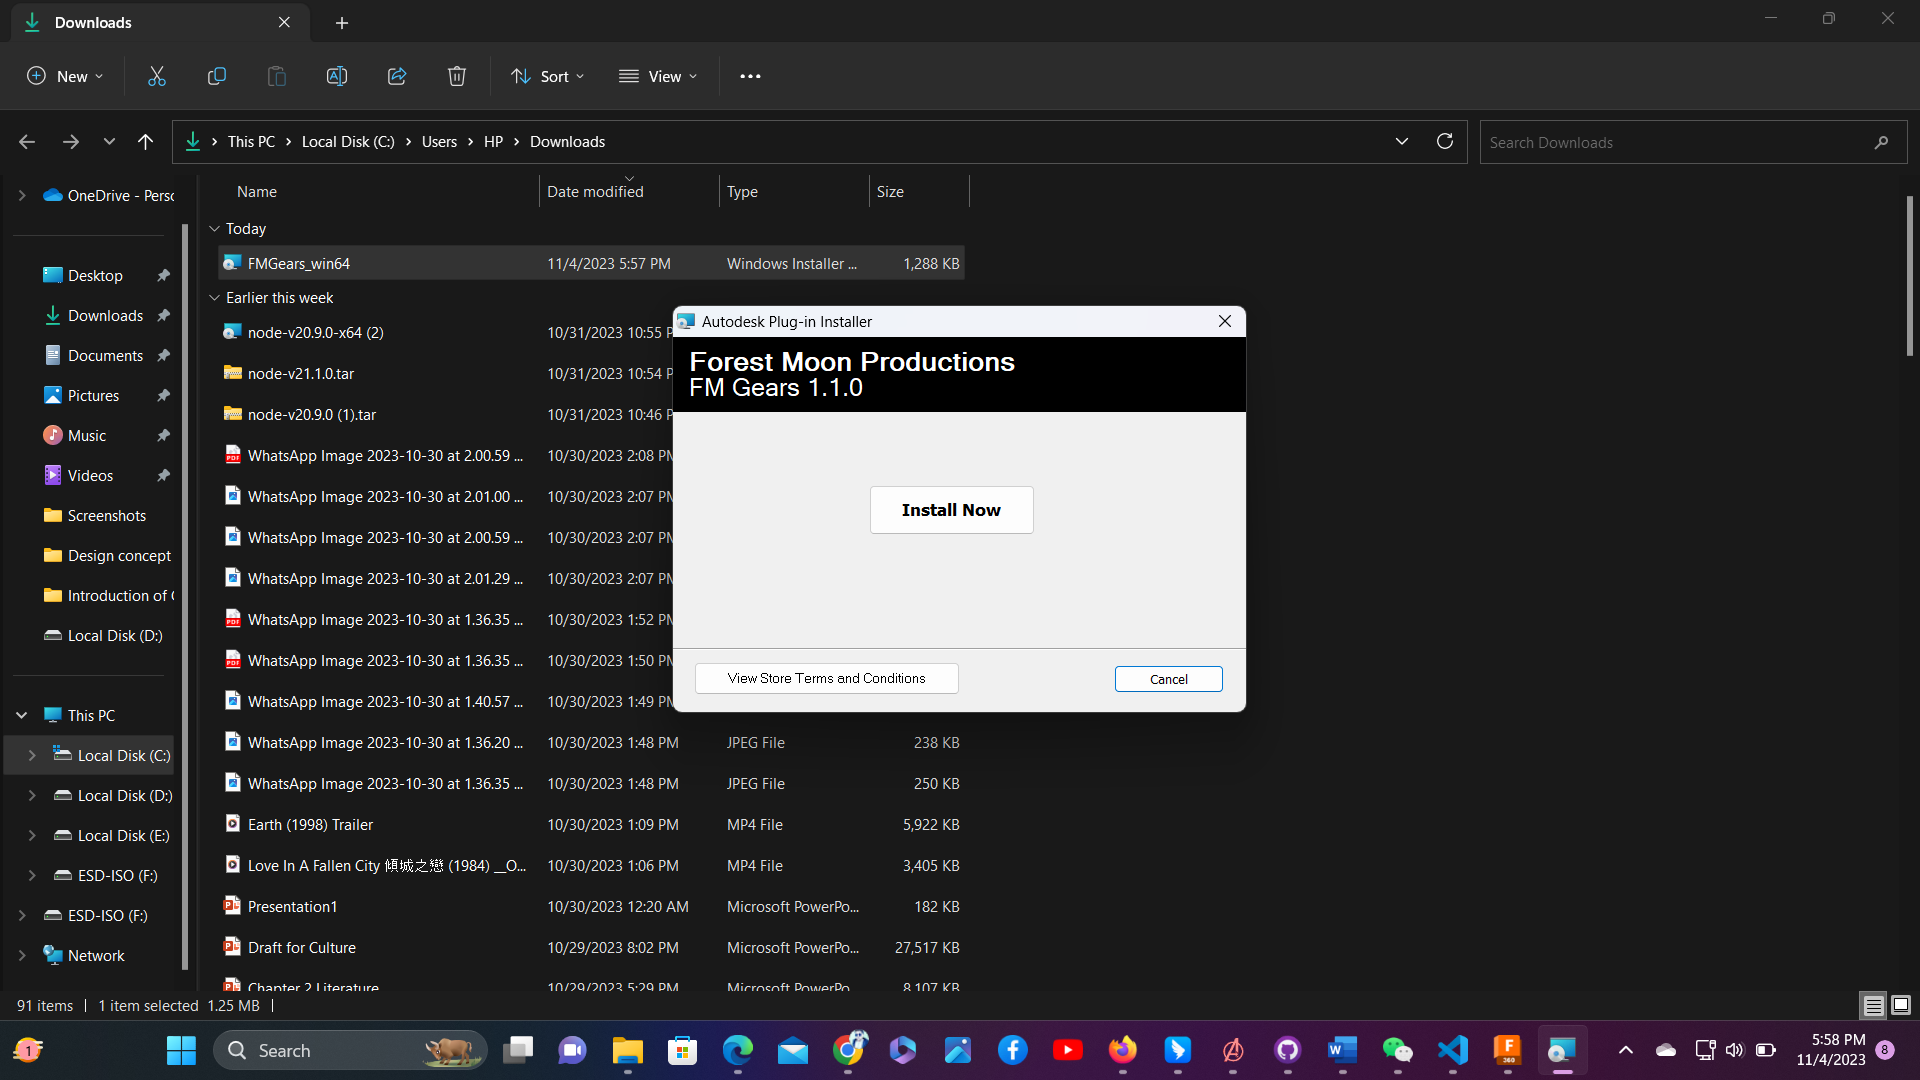 Downloads
New
Sort
View
This PC
Local Disk (C:)
Users
HP
Downloads
Search Downloads
Name
Date modified
Type
Size
Today
FMGears_win64 11/4/2023 5:57 PM Windows Installer ... 1,288 KB
Earlier this week
node-v20.9.0-x64 (2) 10/31/2023 10:55 P
node-v21.1.0.tar 10/31/2023 10:54 P
node-v20.9.0 (1).tar 10/31/2023 10:46 P
WhatsApp Image 2023-10-30 at 2.00.59 ... 10/30/2023 2:08 PM
WhatsApp Image 2023-10-30 at 2.01.00 ... 10/30/2023 2:07 PM
WhatsApp Image 2023-10-30 at 2.00.59 ... 10/30/2023 2:07 PM
WhatsApp Image 2023-10-30 at 2.01.29 ... 10/30/2023 2:07 PM
WhatsApp Image 2023-10-30 at 1.36.35 ... 10/30/2023 1:52 PM
WhatsApp Image 2023-10-30 at 1.36.35 ... 10/30/2023 1:50 PM
WhatsApp Image 2023-10-30 at 1.40.57 ... 10/30/2023 1:49 PM
WhatsApp Image 2023-10-30 at 1.36.20 ... 10/30/2023 1:48 PM JPEG File 238 KB
WhatsApp Image 2023-10-30 at 1.36.35 ... 10/30/2023 1:48 PM JPEG File 250 KB
Earth (1998) Trailer 10/30/2023 1:09 PM MP4 File 5,922 KB
Love In A Fallen City 傾城之戀 (1984) __O... 10/30/2023 1:06 PM MP4 File 3,405 KB
Presentation1 10/30/2023 12:20 AM Microsoft PowerPo... 182 KB
Draft for Culture 10/29/2023 8:02 PM Microsoft PowerPo... 27,517 KB
Chapter 2 Literature 10/29/2023 5:29 PM Microsoft PowerPo 8,107 KB
OneDrive - Perso
Desktop
Downloads
Documents
Pictures
Music
Videos
Screenshots
Design concept
Introduction of
Local Disk (D:)
This PC
Local Disk (C:)
Local Disk (D:)
Local Disk (E:)
ESD-ISO (F:)
ESD-ISO (F:)
Network
Autodesk Plug-in Installer
Forest Moon Productions
FM Gears 1.1.0
Install Now
View Store Terms and Conditions
Cancel
91 items
1 item selected 1.25 MB
1
Search
5:58 PM
11/4/2023
8